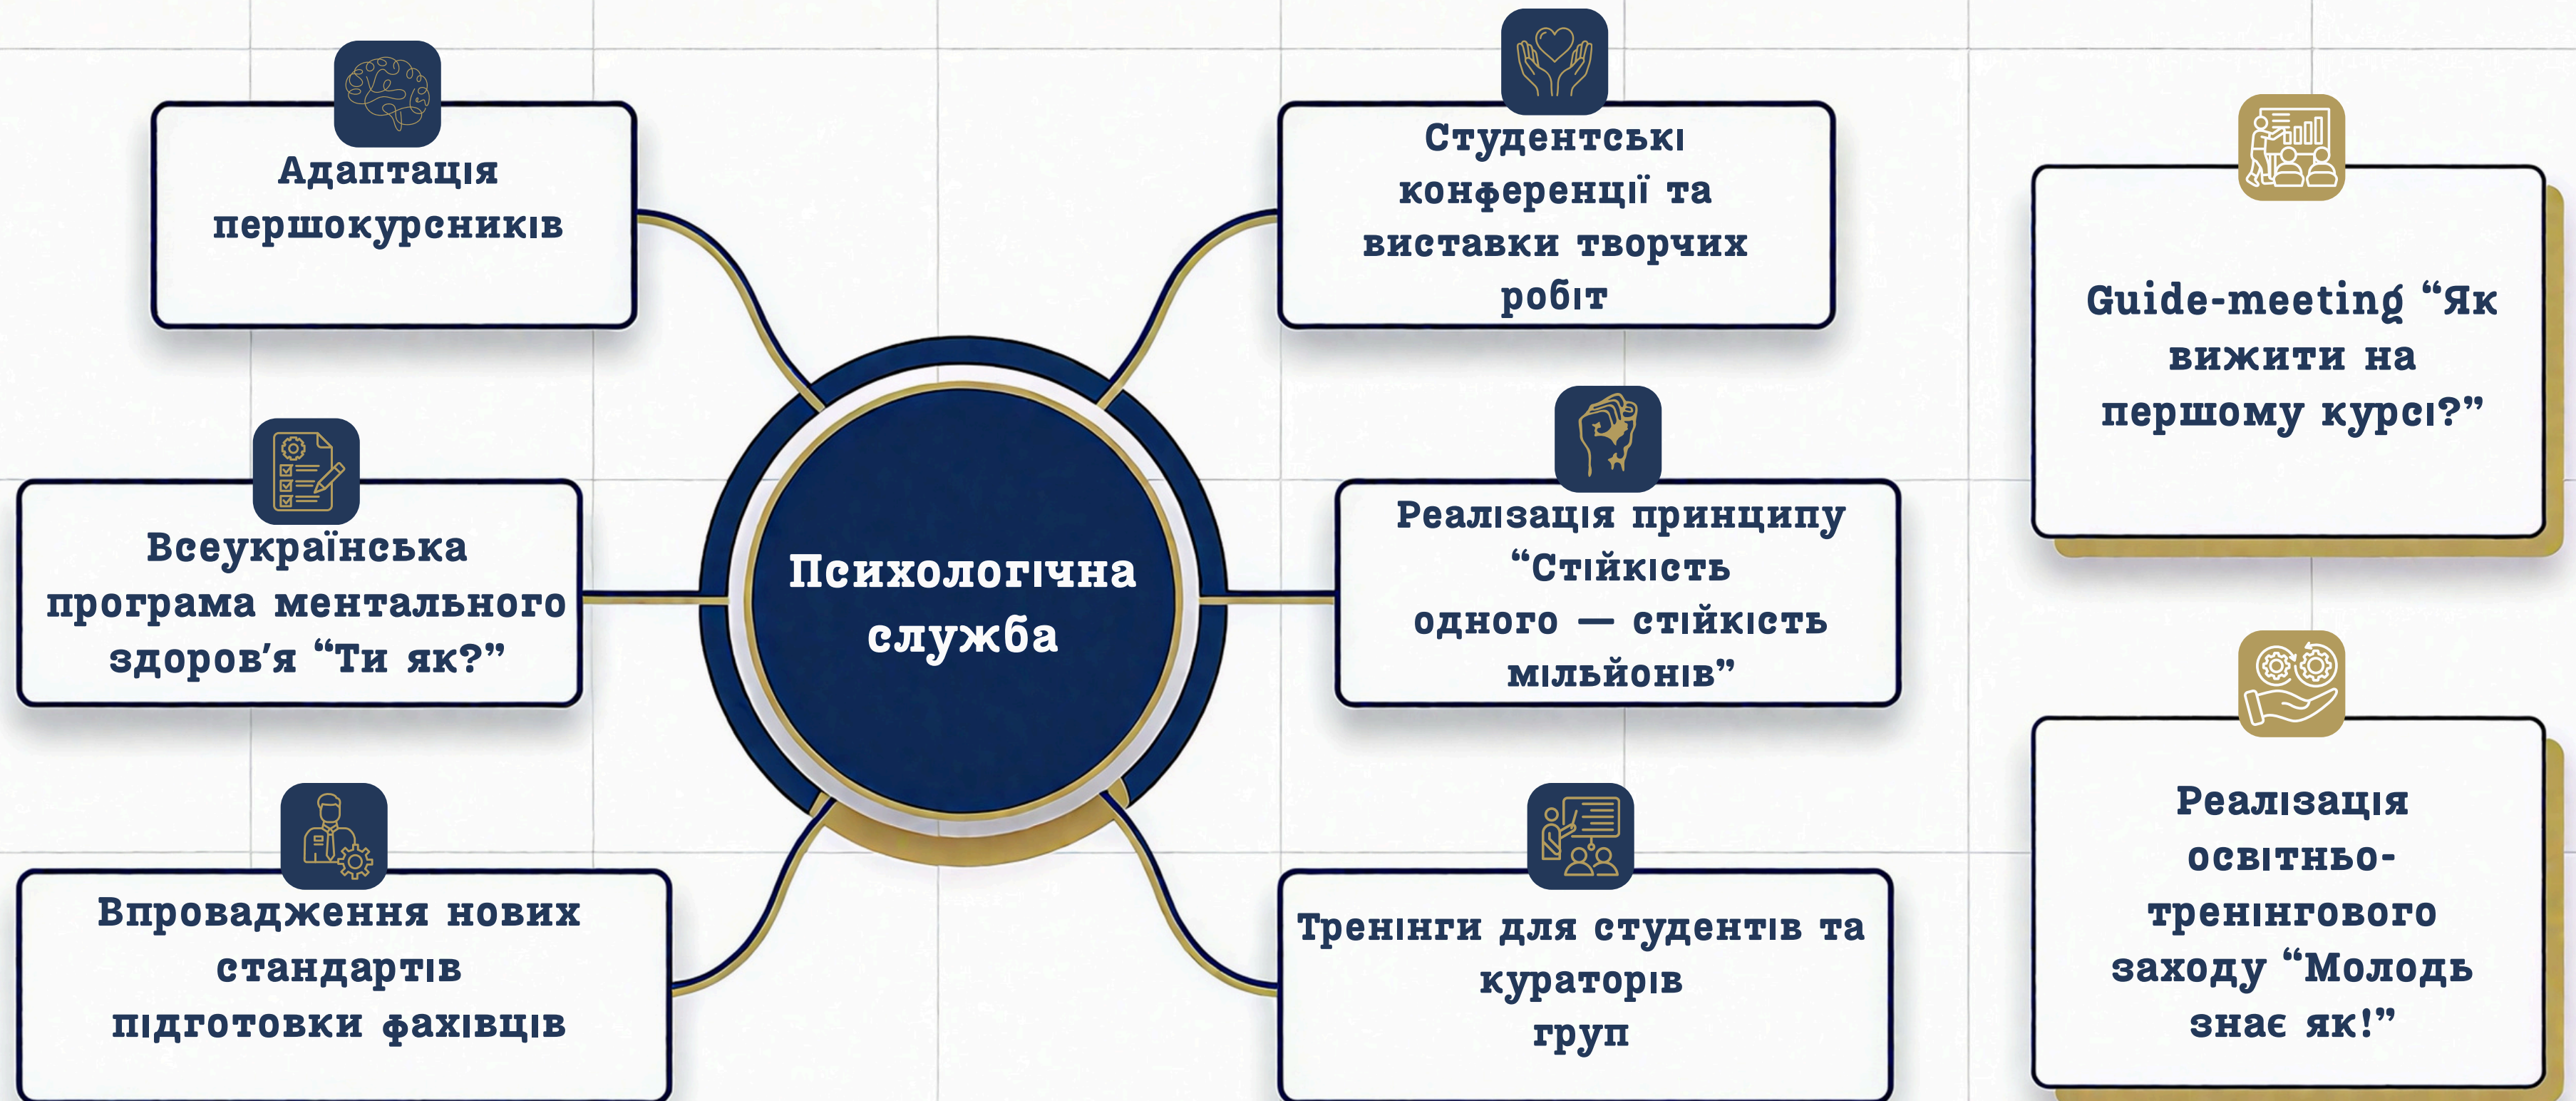 Адаптація
першокурсників
Всеукраїнська
програма ментального
здоров’я “Ти як?”
Впровадження нових
стандартів
підготовки фахівців
Психологічна
служба
Студентські
конференції та
виставки творчих
робіт
Реалізація принципу
“Стійкість
одного — стійкість
мільйонів”
Тренінги для студентів та
кураторів
груп
Guide-meeting “Як
вижити на
першому курсі?”
Реалізація
освітньо-
тренінгового
заходу “Молодь
знає як!”